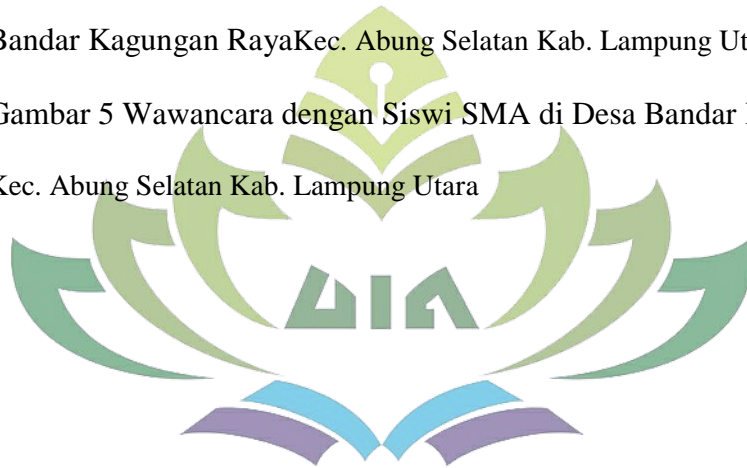 Bandar Kagungan RayaKec. Abung Selatan Kab. Lampung
Gambar 5 Wawancara dengan Siswi SMA di Desa Bandar
Kec. Abung Selatan Kab. Lampung Utara
UIN